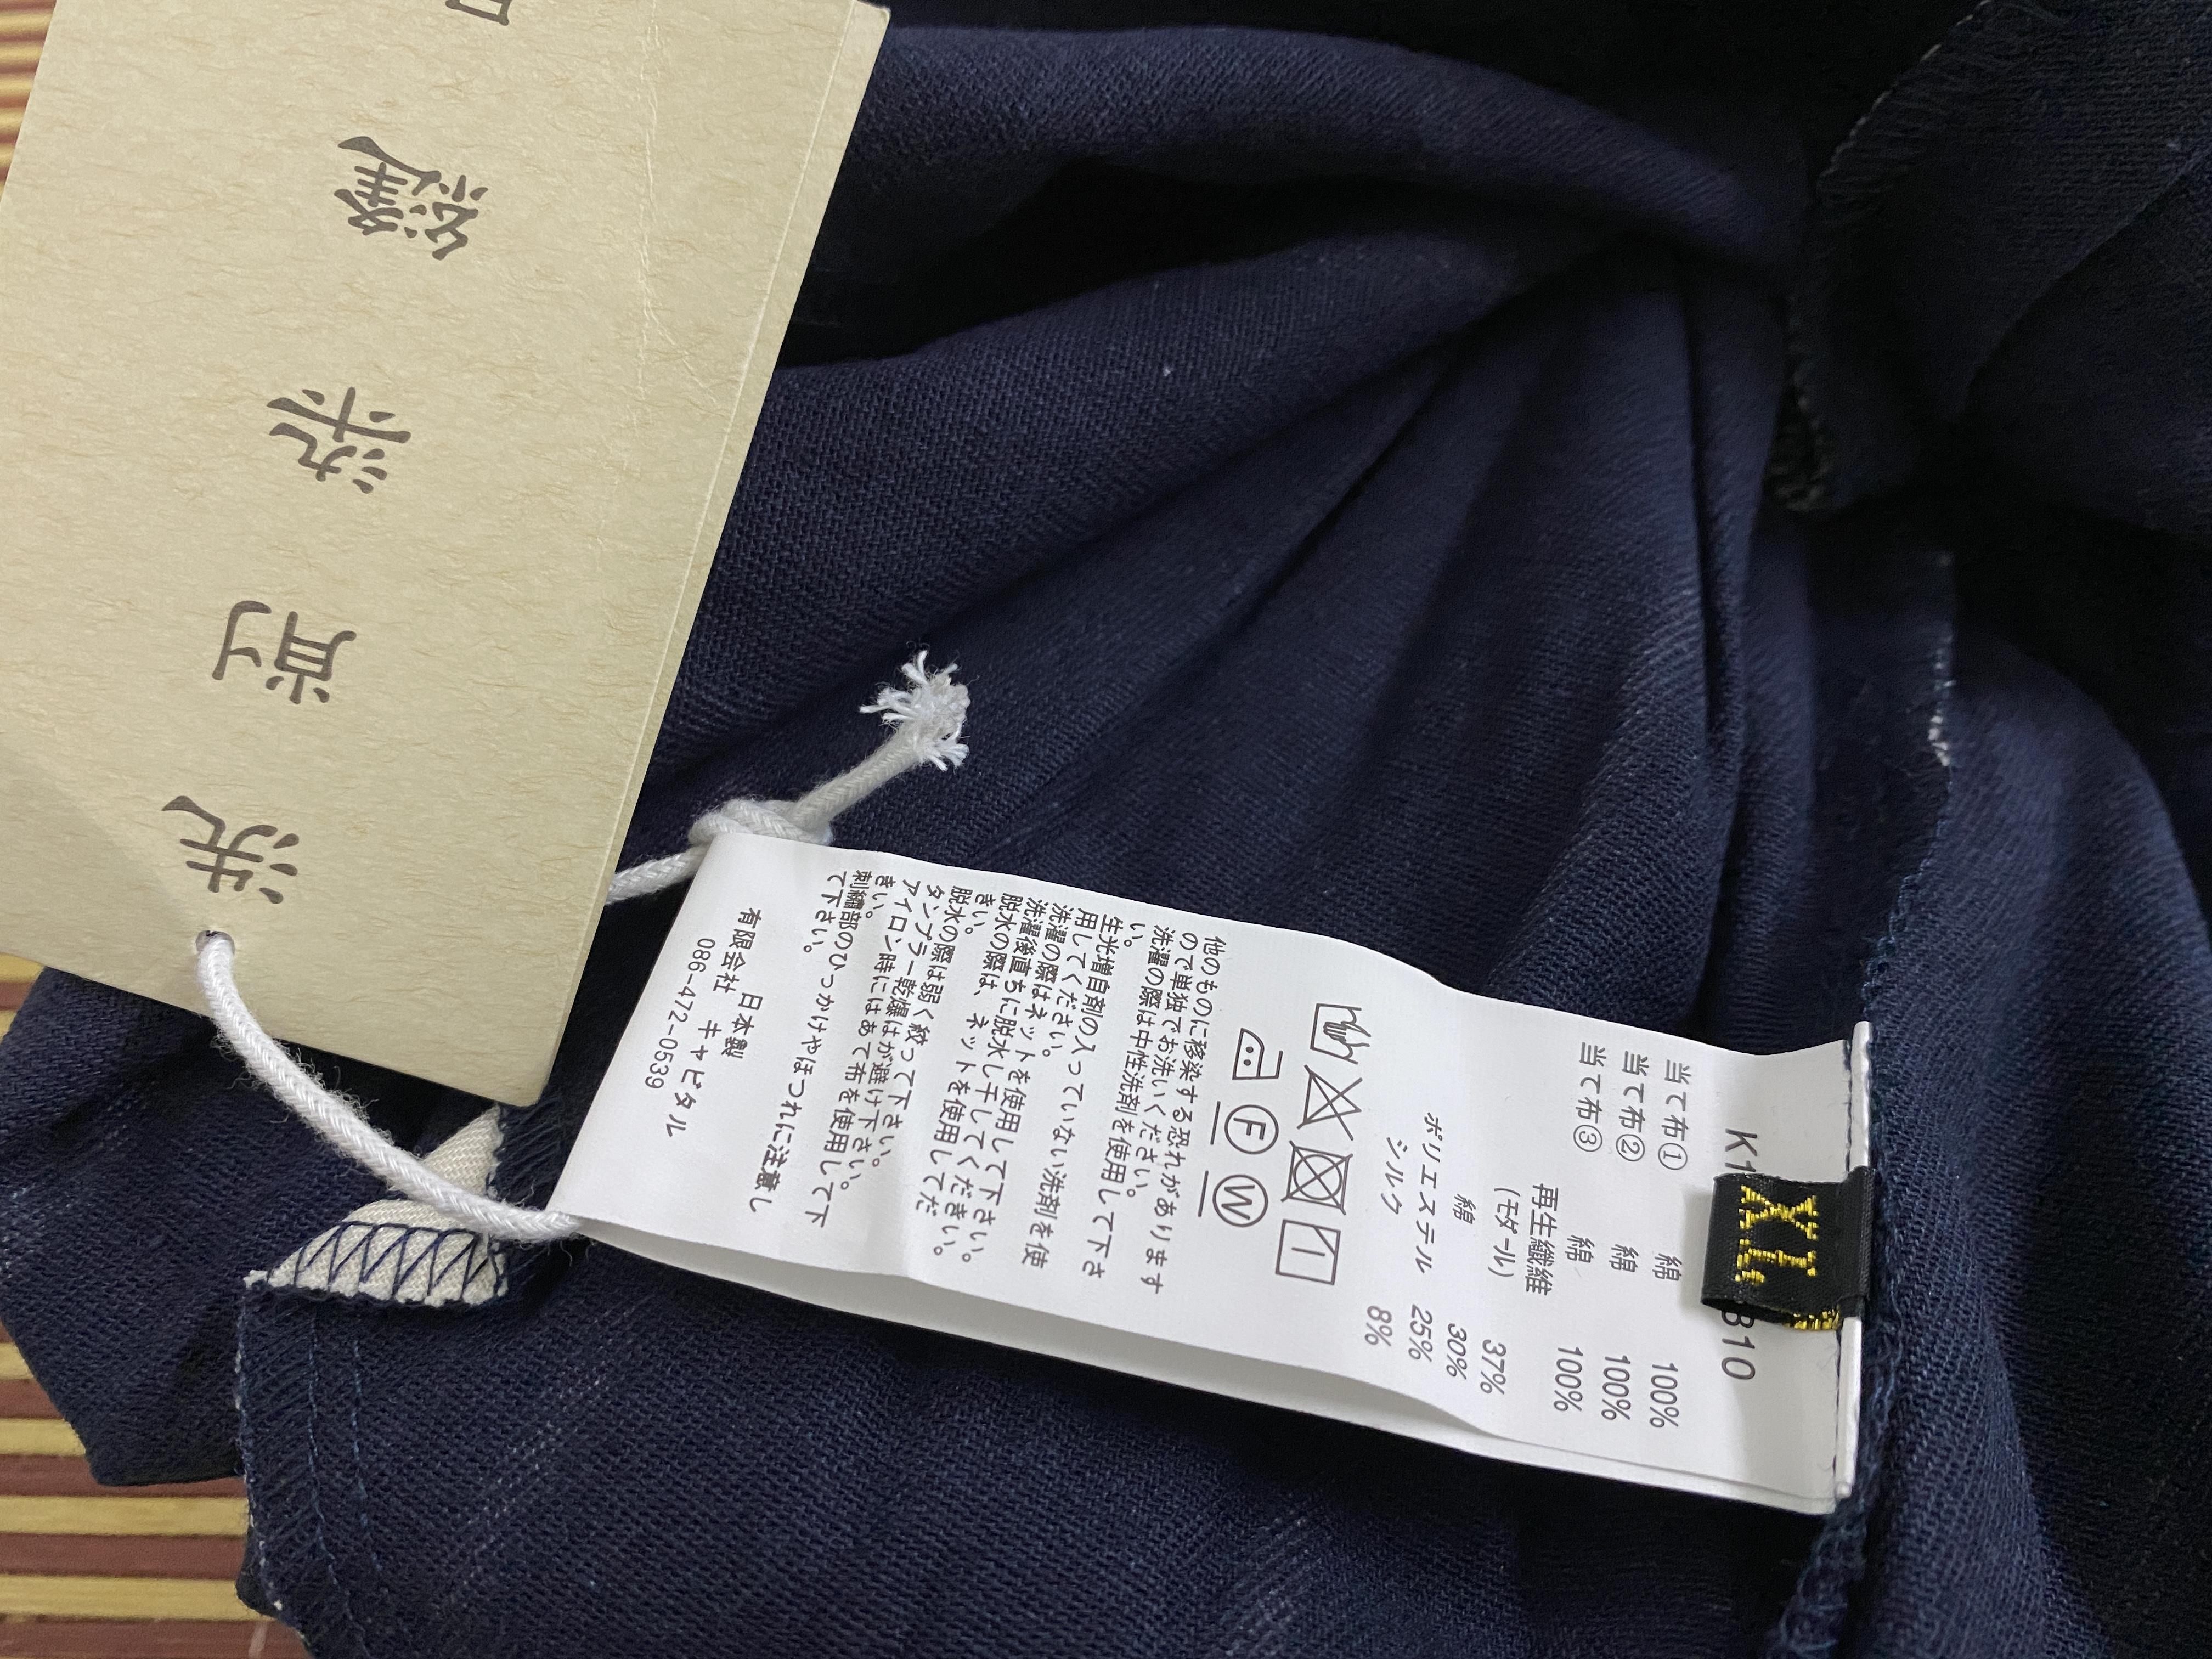 洗
剤
洗
縫
XL
K1
B10
当て布① 綿 100%
当て布② 綿 100%
当て布③ 綿 100%
再生繊維
(モダール) 37%
綿 30%
ポリエステル 25%
シルク 8%
F W
他のものに移染する恐れがあります
ので単独でお洗いください。
洗濯の際は中性洗剤を使用して下さ
い。
蛍光増白剤の入っていない洗剤を使
用してください。
洗濯の際はネットを使用して下さい。
洗濯後直ちに脱水し干してください。
脱水の際は、ネットを使用してくだ
さい。
脱水の際は弱く絞って下さい。
タンブラー乾燥はお避け下さい。
アイロン時にはあて布を使用して下
さい。
刺繍部のひっかけやほつれに注意し
て下さい。
日本製
有限会社 キャピタル
086-472-0539